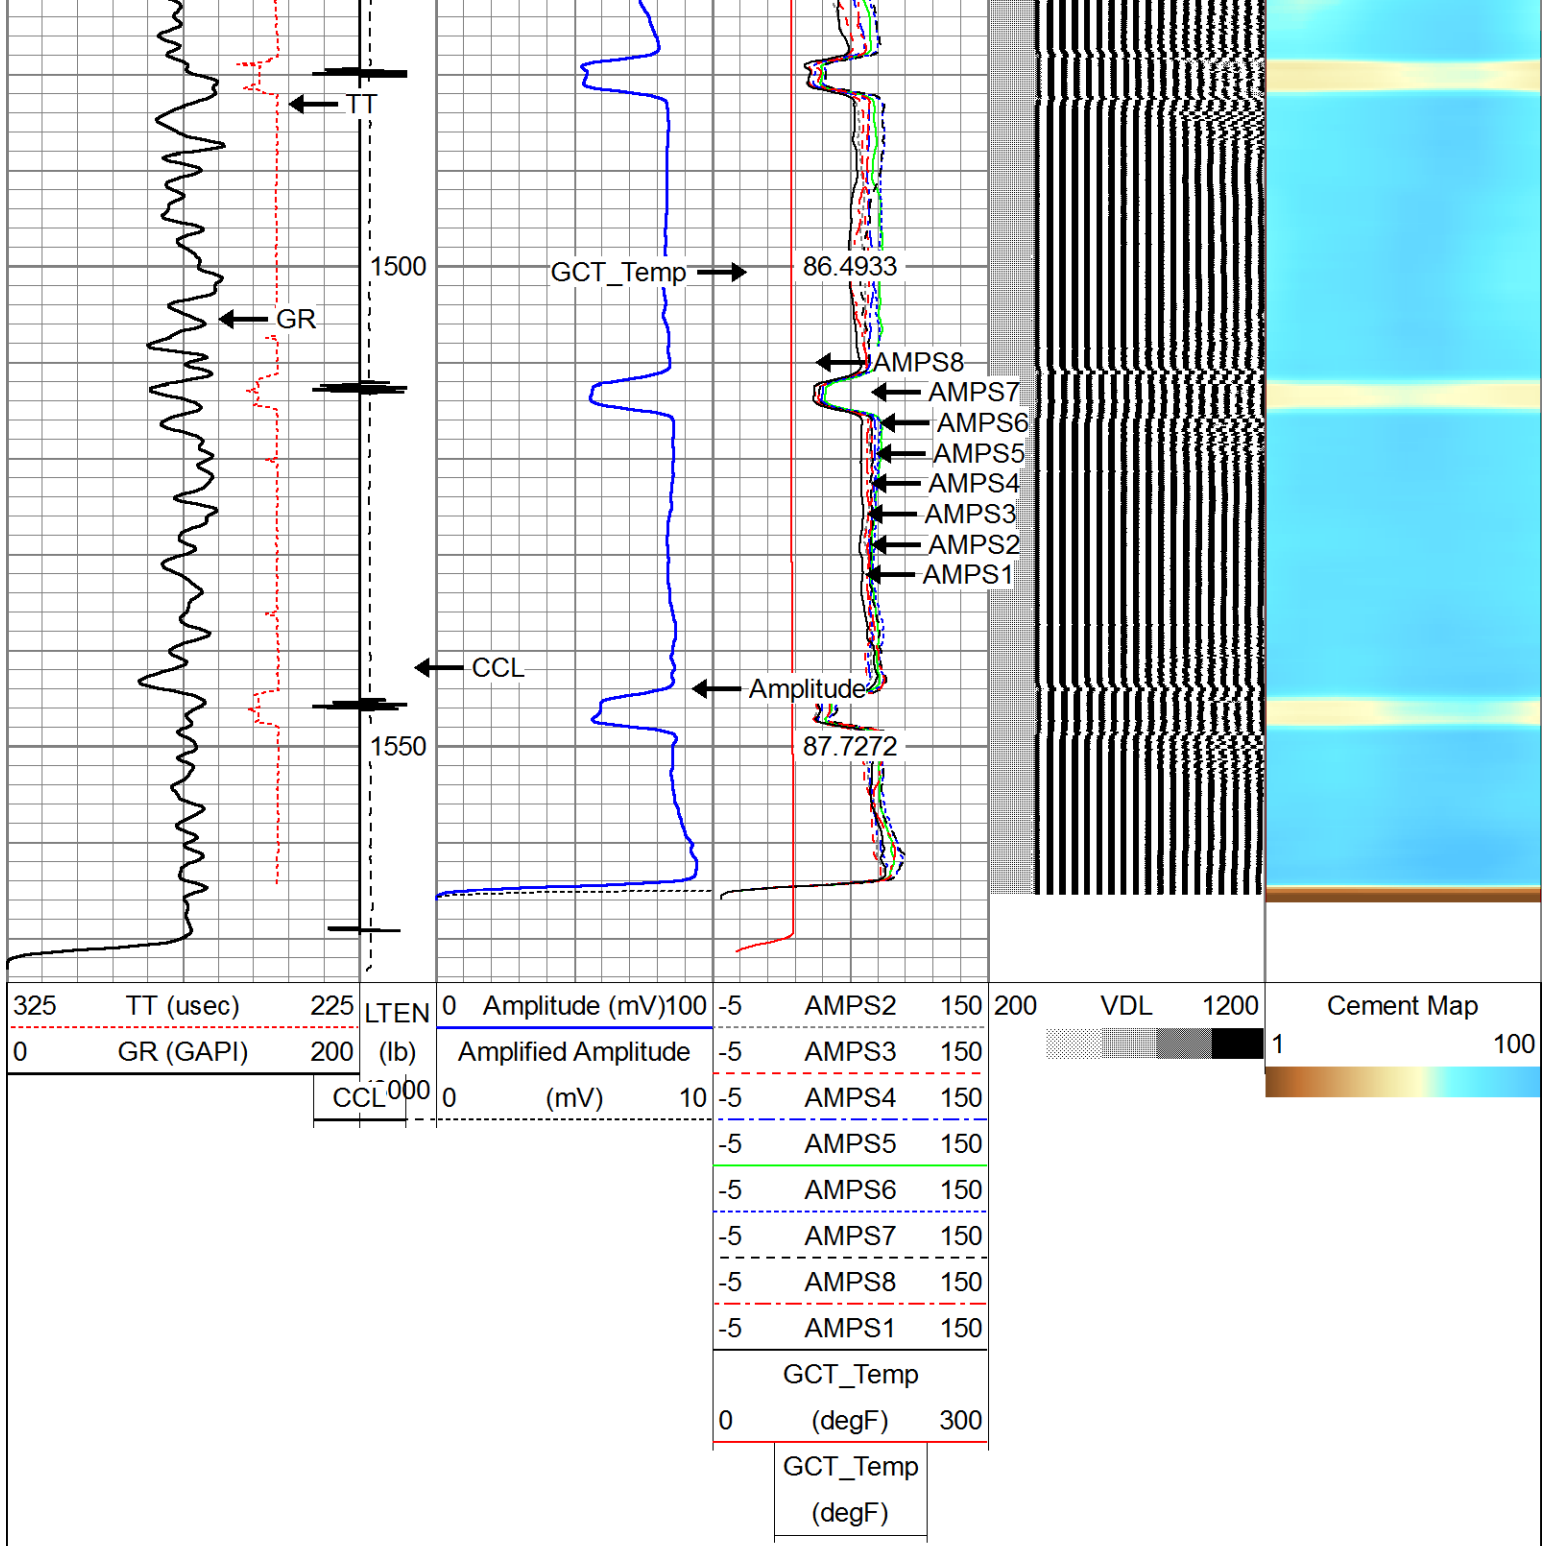 TT
1500
GCT_Temp
86.4933
GR
AMPS8
AMPS7
AMPS6
AMPS5
AMPS4
AMPS3
AMPS2
AMPS1
CCL
Amplitude
1550
87.7272
325 TT (usec) 225
0 GR (GAPI) 200
LTEN
(lb)
000
CCL
0 Amplitude (mV) 100
Amplified Amplitude
0 (mV) 10
-5 AMPS2 150
-5 AMPS3 150
-5 AMPS4 150
-5 AMPS5 150
-5 AMPS6 150
-5 AMPS7 150
-5 AMPS8 150
-5 AMPS1 150
GCT_Temp
0 (degF) 300
GCT_Temp
(degF)
200 VDL 1200
Cement Map
1 100